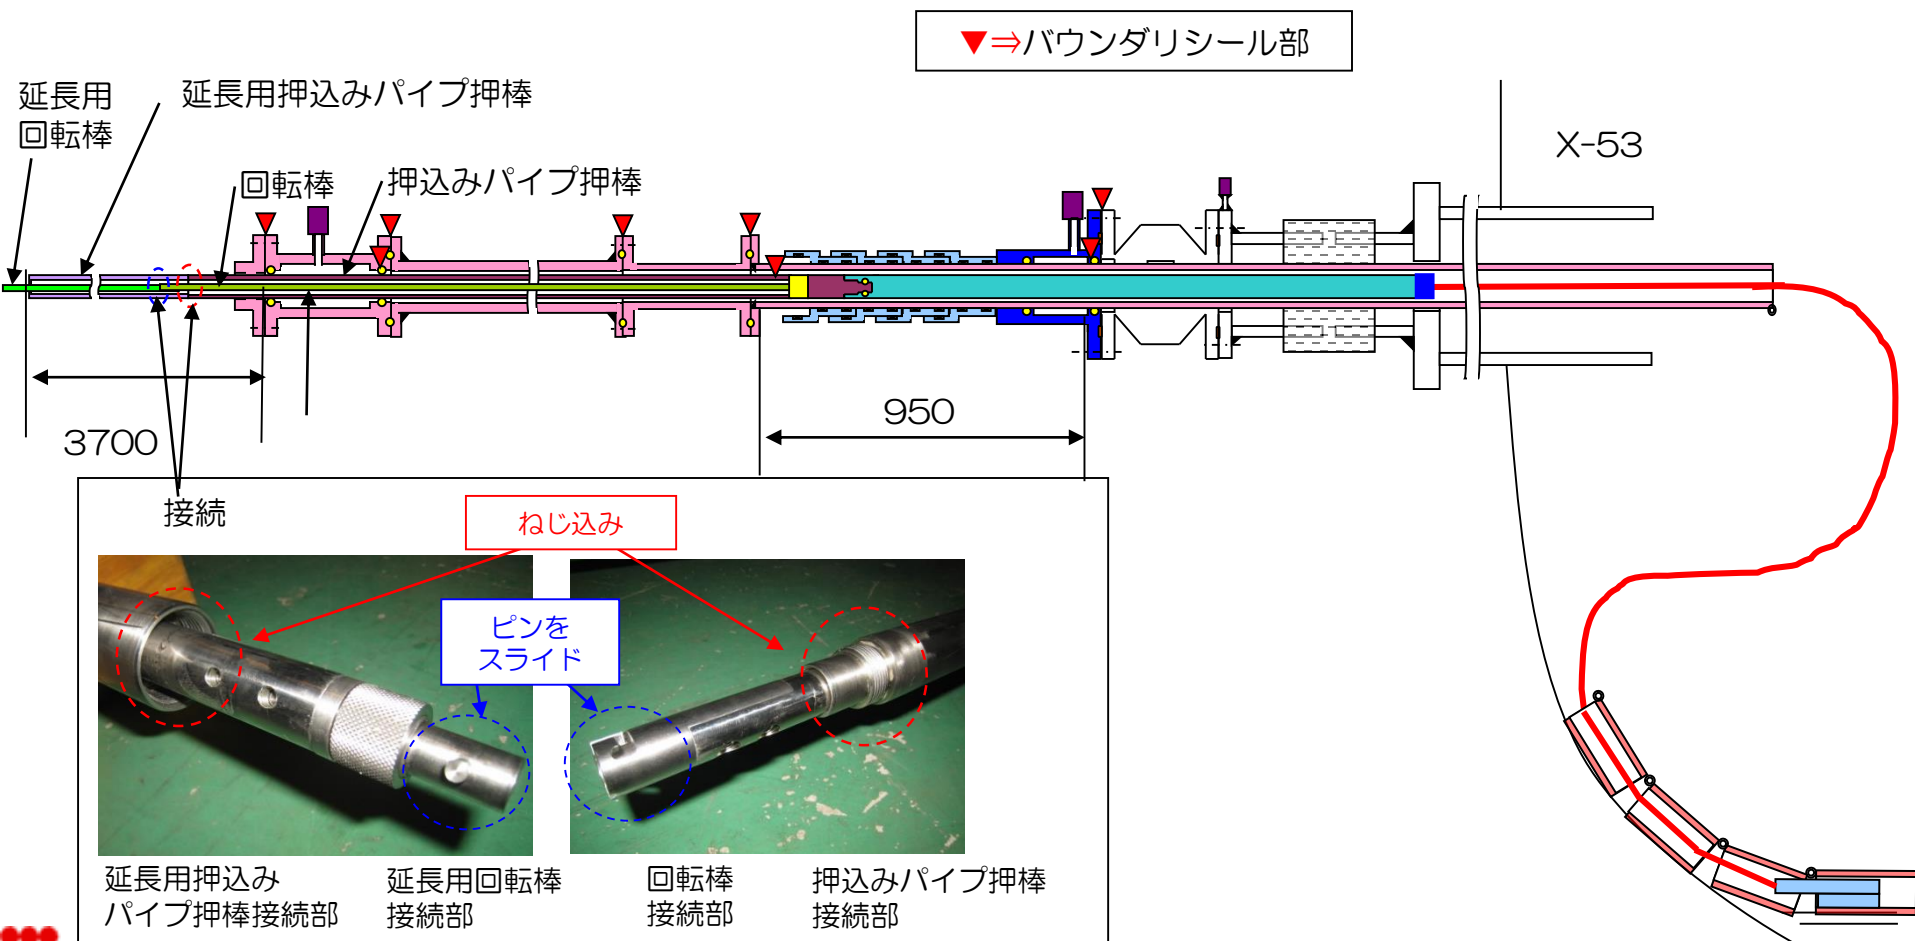 ▼⇒バウンダリシール部
延長用
回転棒
延長用押込みパイプ押棒
X-53
回転棒
押込みパイプ押棒
950
3700
接続
ねじ込み
ピンを
スライド
延長用押込み
パイプ押棒接続部
延長用回転棒
接続部
回転棒
接続部
押込みパイプ押棒
接続部